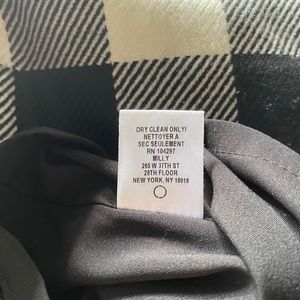 DRY CLEAN ONLY!
NETTOYER A
SEC SEULEMENT
RN 104297
MILLY
265 W 37TH ST
20TH FLOOR
NEW YORK, NY 10018